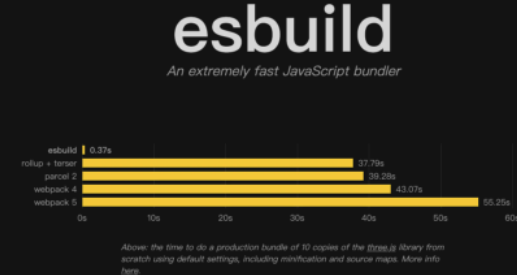 esbuild
An extremely fast JavaScript bundler
esbuild 0.37s
rollup + terser 37.79s
parcel 2 39.28s
webpack 4 43.07s
webpack 5 55.25s
0s 10s 20s 30s 40s 50s 60
Above: the time to do a production bundle of 10 copies of the three.js library from
scratch using default settings, including minification and source maps. More info
here.